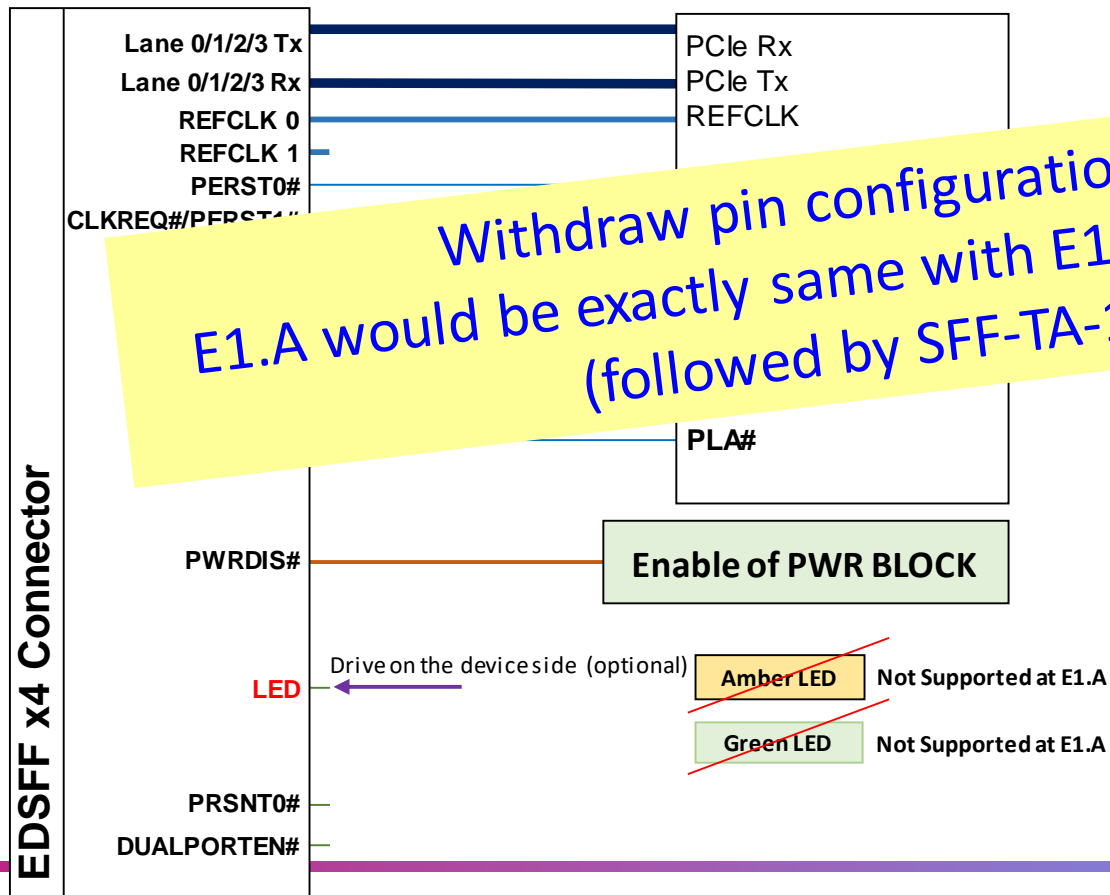 EDSFF x4 Connector
Lane 0/1/2/3 Tx
PCIe Rx
Lane 0/1/2/3 Rx
PCIe Tx
REFCLK 0
REFCLK
REFCLK 1
PERST0#
CLKREQ#/PERST1#
Withdraw pin configuratio
E1.A would be exactly same with E1
(followed by SFF-TA-
PLA#
PWRDIS#
Enable of PWR BLOCK
LED
Drive on the device side (optional)
Amber LED
Not Supported at E1.A
Green LED
Not Supported at E1.A
PRSNT0#
DUALPORTEN#